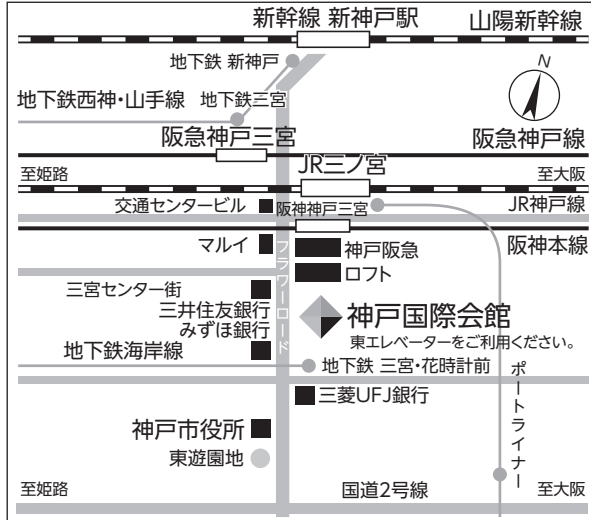 新幹線 新神戸駅
山陽新幹線
地下鉄 新神戸
N
地下鉄西神・山手線
地下鉄三宮
阪急神戸三宮
阪急神戸線
至姫路
JR三ノ宮
至大阪
交通センタービル
阪神神戸三宮
JR神戸線
マルイ
フラワーロード
神戸阪急
阪神本線
ロフト
三宮センター街
三井住友銀行
みずほ銀行
神戸国際会館
東エレベーターをご利用ください。
地下鉄海岸線
地下鉄 三宮・花時計前
ポートライナー
三菱UFJ銀行
神戸市役所
東遊園地
至姫路
国道2号線
至大阪